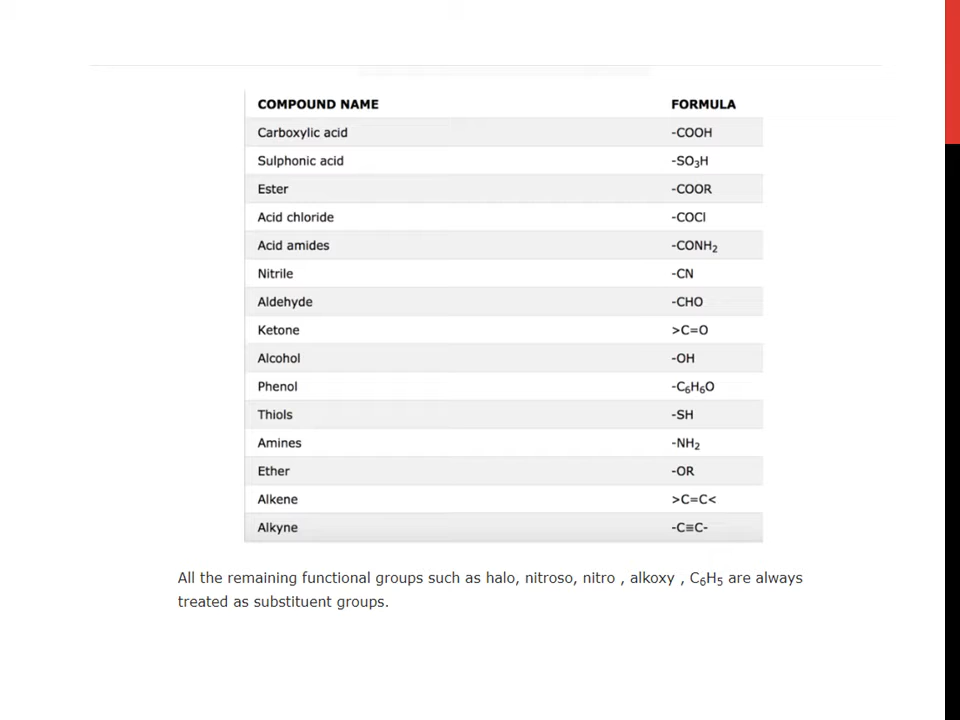 COMPOUND NAME FORMULA
Carboxylic acid -COOH
Sulphonic acid -SO₃H
Ester -COOR
Acid chloride -COCl
Acid amides -CONH₂
Nitrile -CN
Aldehyde -CHO
Ketone >C=O
Alcohol -OH
Phenol -C₆H₆O
Thiols -SH
Amines -NH₂
Ether -OR
Alkene >C=C<
Alkyne -C≡C-
All the remaining functional groups such as halo, nitroso, nitro , alkoxy , C₆H₅ are always
treated as substituent groups.